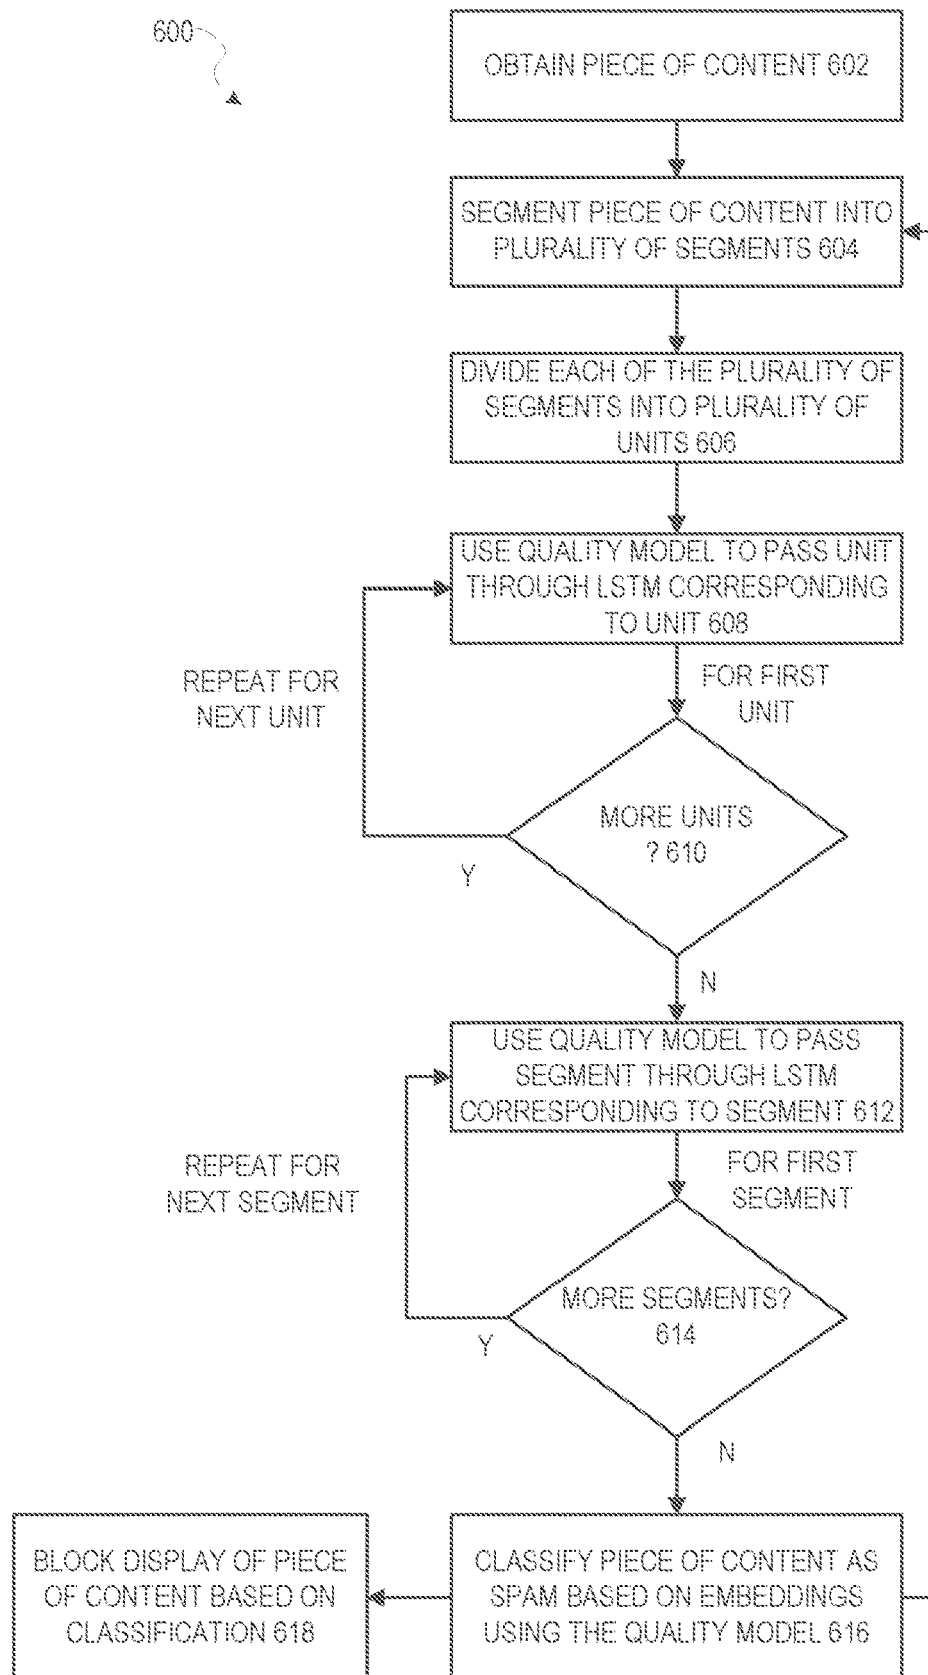 600
OBTAIN PIECE OF CONTENT 602
SEGMENT PIECE OF CONTENT INTO
PLURALITY OF SEGMENTS 604
DIVIDE EACH OF THE PLURALITY OF
SEGMENTS INTO PLURALITY OF
UNITS 606
USE QUALITY MODEL TO PASS UNIT
THROUGH LSTM CORRESPONDING
TO UNIT 608
REPEAT FOR
NEXT UNIT
FOR FIRST
UNIT
MORE UNITS
? 610
Y
N
USE QUALITY MODEL TO PASS
SEGMENT THROUGH LSTM
CORRESPONDING TO SEGMENT 612
REPEAT FOR
NEXT SEGMENT
FOR FIRST
SEGMENT
MORE SEGMENTS?
614
Y
N
BLOCK DISPLAY OF PIECE
OF CONTENT BASED ON
CLASSIFICATION 618
CLASSIFY PIECE OF CONTENT AS
SPAM BASED ON EMBEDDINGS
USING THE QUALITY MODEL 616